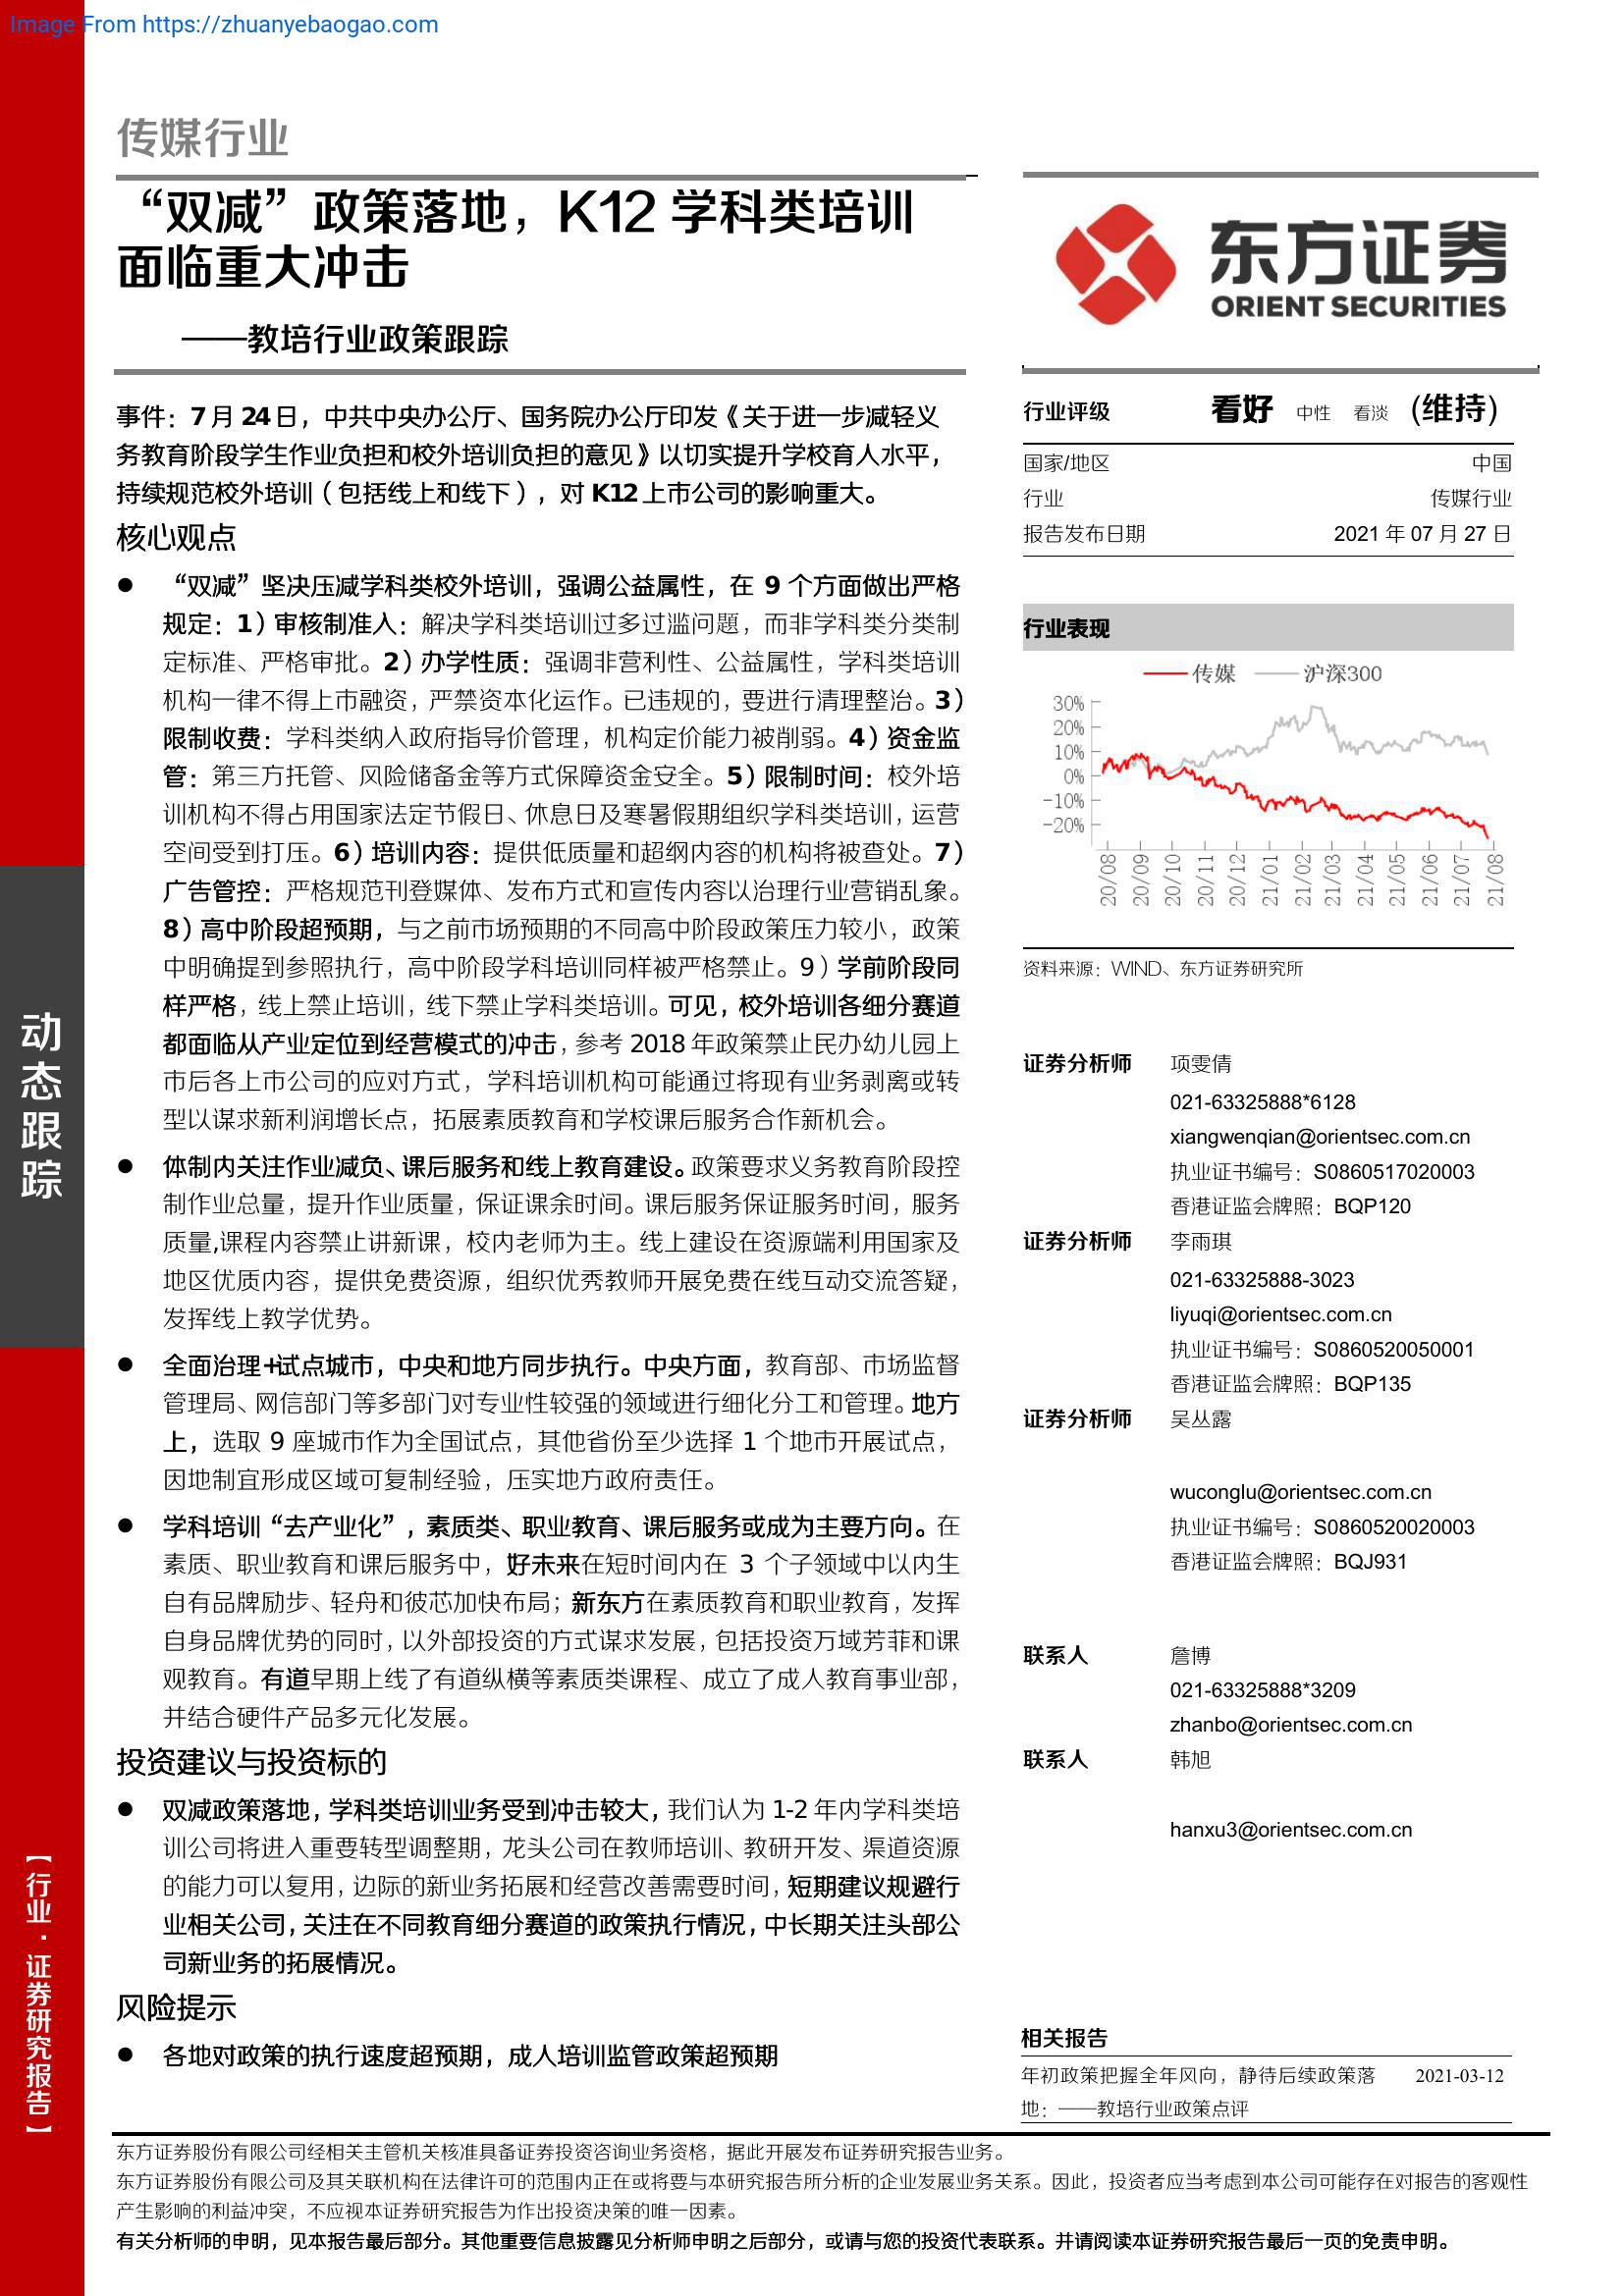 Image From https://zhuanyebaogao.com
传媒行业
“双减”政策落地，K12 学科类培训
面临重大冲击
——教培行业政策跟踪
事件：7 月 24 日，中共中央办公厅、国务院办公厅印发《关于进一步减轻义
务教育阶段学生作业负担和校外培训负担的意见》以切实提升学校育人水平，
持续规范校外培训（包括线上和线下），对 K12 上市公司的影响重大。
核心观点
● “双减”坚决压减学科类校外培训，强调公益属性，在 9 个方面做出严格
规定：1）审核制准入：解决学科类培训过多过滥问题，而非学科类分类制
定标准、严格审批。2）办学性质：强调非营利性、公益属性，学科类培训
机构一律不得上市融资，严禁资本化运作。已违规的，要进行清理整治。3）
限制收费：学科类纳入政府指导价管理，机构定价能力被削弱。4）资金监
管：第三方托管、风险储备金等方式保障资金安全。5）限制时间：校外培
训机构不得占用国家法定节假日、休息日及寒暑假期组织学科类培训，运营
空间受到打压。6）培训内容：提供低质量和超纲内容的机构将被查处。7）
广告管控：严格规范刊登媒体、发布方式和宣传内容以治理行业营销乱象。
8）高中阶段超预期，与之前市场预期的不同高中阶段政策压力较小，政策
中明确提到参照执行，高中阶段学科培训同样被严格禁止。9）学前阶段同
样严格，线上禁止培训，线下禁止学科类培训。可见，校外培训各细分赛道
都面临从产业定位到经营模式的冲击，参考 2018 年政策禁止民办幼儿园上
市后各上市公司的应对方式，学科培训机构可能通过将现有业务剥离或转
型以谋求新利润增长点，拓展素质教育和学校课后服务合作新机会。
● 体制内关注作业减负、课后服务和线上教育建设。政策要求义务教育阶段控
制作业总量，提升作业质量，保证课余时间。课后服务保证服务时间，服务
质量,课程内容禁止讲新课，校内老师为主。线上建设在资源端利用国家及
地区优质内容，提供免费资源，组织优秀教师开展免费在线互动交流答疑，
发挥线上教学优势。
● 全面治理+试点城市，中央和地方同步执行。中央方面，教育部、市场监督
管理局、网信部门等多部门对专业性较强的领域进行细化分工和管理。地方
上，选取 9 座城市作为全国试点，其他省份至少选择 1 个地市开展试点，
因地制宜形成区域可复制经验，压实地方政府责任。
● 学科培训“去产业化”，素质类、职业教育、课后服务或成为主要方向。在
素质、职业教育和课后服务中，好未来在短时间内在 3 个子领域中以内生
自有品牌励步、轻舟和彼芯加快布局；新东方在素质教育和职业教育，发挥
自身品牌优势的同时，以外部投资的方式谋求发展，包括投资万域芳菲和课
观教育。有道早期上线了有道纵横等素质类课程、成立了成人教育事业部，
并结合硬件产品多元化发展。
投资建议与投资标的
● 双减政策落地，学科类培训业务受到冲击较大，我们认为 1-2 年内学科类培
训公司将进入重要转型调整期，龙头公司在教师培训、教研开发、渠道资源
的能力可以复用，边际的新业务拓展和经营改善需要时间，短期建议规避行
业相关公司，关注在不同教育细分赛道的政策执行情况，中长期关注头部公
司新业务的拓展情况。
风险提示
● 各地对政策的执行速度超预期，成人培训监管政策超预期
东方证券
ORIENT SECURITIES
行业评级 看好 中性 看淡 (维持)
国家/地区 中国
行业 传媒行业
报告发布日期 2021 年 07 月 27 日
行业表现
传媒 沪深300
30%
20%
10%
0%
-10%
-20%
20/08 20/09 20/10 20/11 20/12 21/01 21/02 21/03 21/04 21/05 21/06 21/07 21/08
资料来源：WIND、东方证券研究所
证券分析师 项雯倩
021-63325888*6128
xiangwenqian@orientsec.com.cn
执业证书编号：S0860517020003
香港证监会牌照：BQP120
证券分析师 李雨琪
021-63325888-3023
liyuqi@orientsec.com.cn
执业证书编号：S0860520050001
香港证监会牌照：BQP135
证券分析师 吴丛露
wuconglu@orientsec.com.cn
执业证书编号：S0860520020003
香港证监会牌照：BQJ931
联系人 詹博
021-63325888*3209
zhanbo@orientsec.com.cn
联系人 韩旭
hanxu3@orientsec.com.cn
相关报告
年初政策把握全年风向，静待后续政策落 2021-03-12
地：——教培行业政策点评
动态跟踪
【行业·证券研究报告】
东方证券股份有限公司经相关主管机关核准具备证券投资咨询业务资格，据此开展发布证券研究报告业务。
东方证券股份有限公司及其关联机构在法律许可的范围内正在或将要与本研究报告所分析的企业发展业务关系。因此，投资者应当考虑到本公司可能存在对报告的客观性
产生影响的利益冲突，不应视本证券研究报告为作出投资决策的唯一因素。
有关分析师的申明，见本报告最后部分。其他重要信息披露见分析师申明之后部分，或请与您的投资代表联系。并请阅读本证券研究报告最后一页的免责申明。